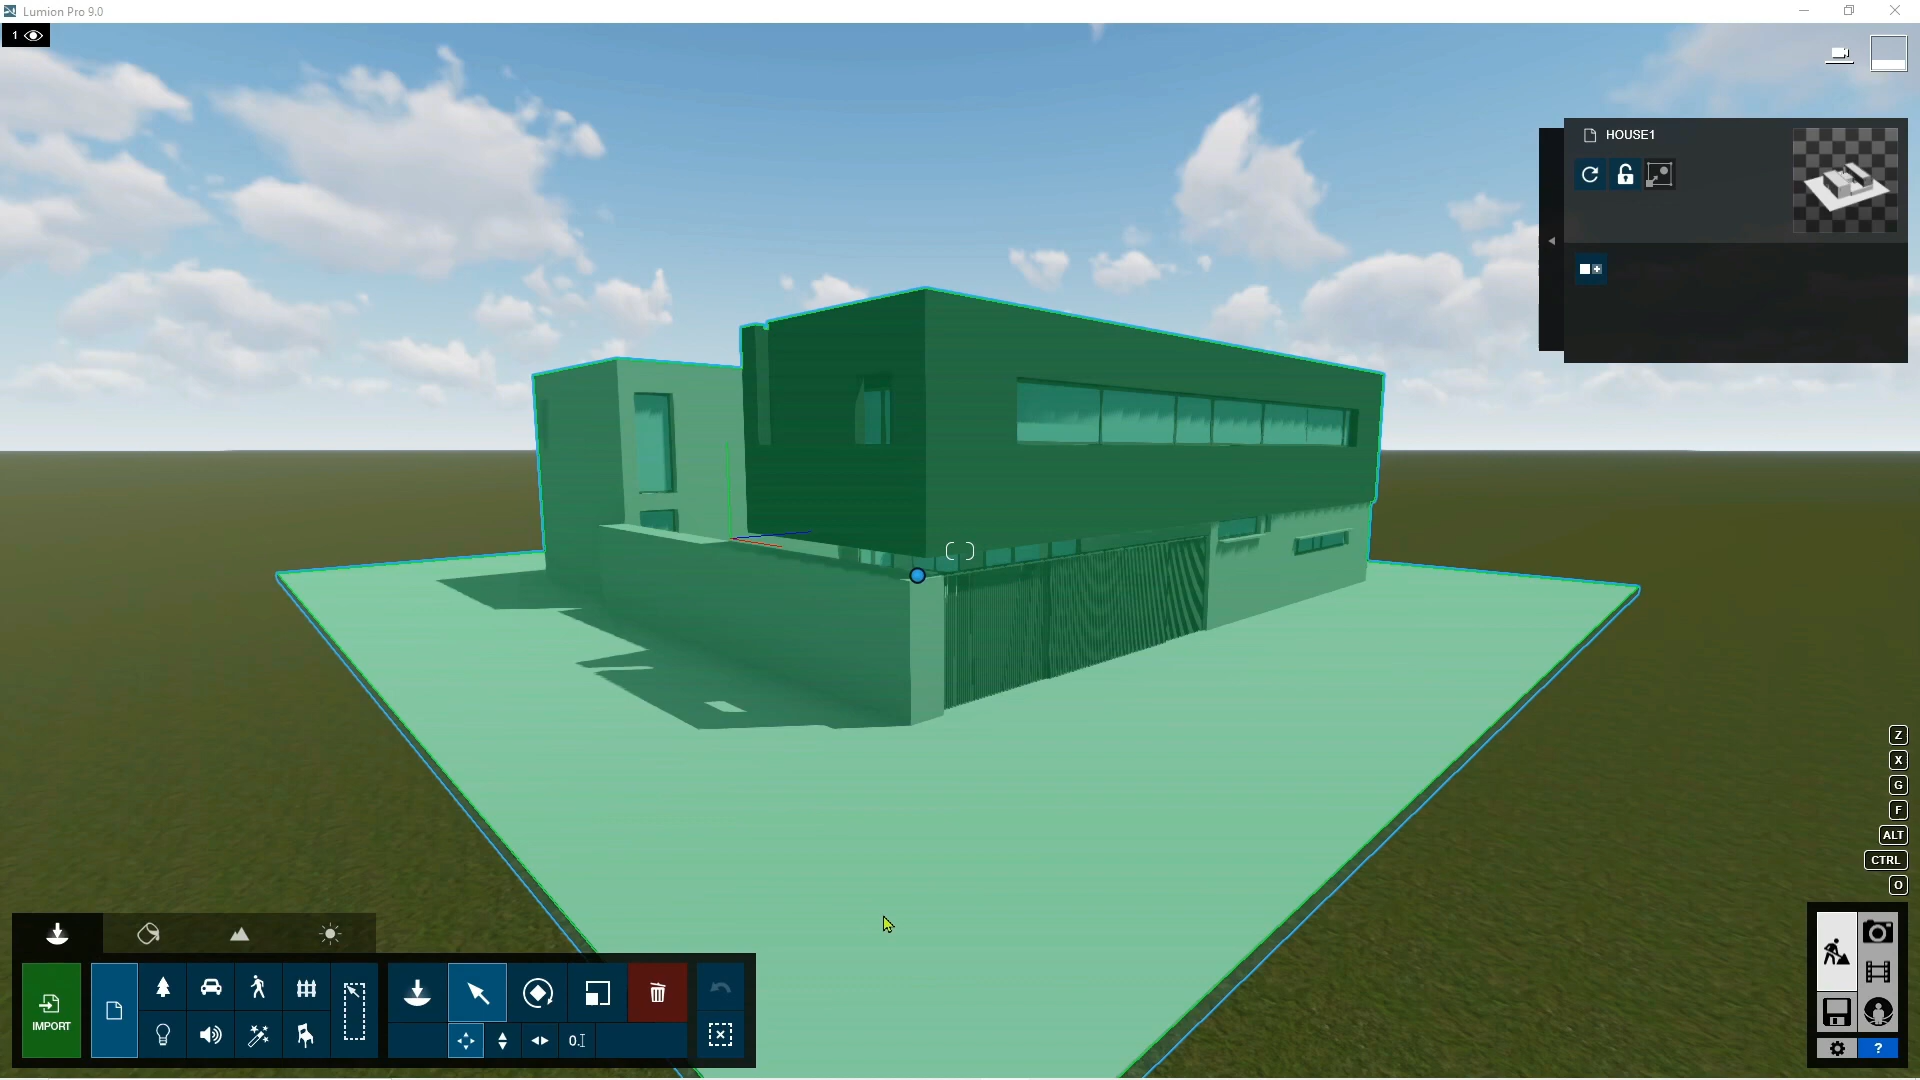 Lumion Pro 9.0
1
HOUSE1
Z
X
G
F
ALT
CTRL
O
IMPORT
0.
?